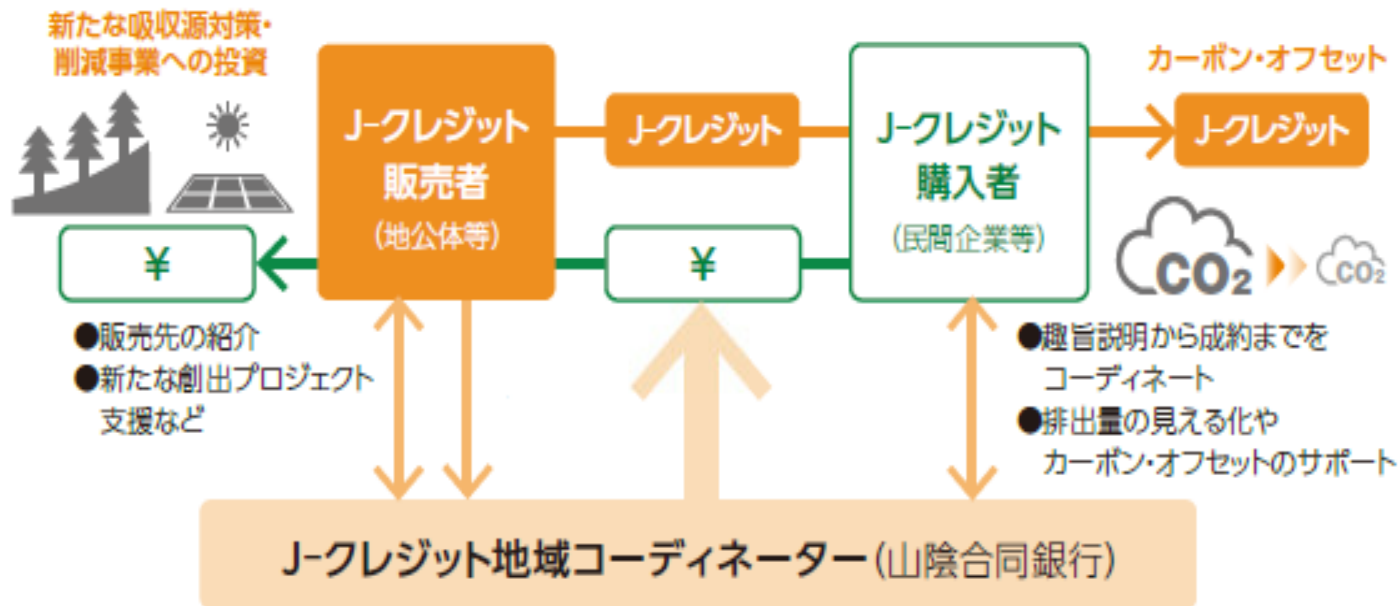 新たな吸収源対策・
削減事業への投資
J-クレジット
販売者
(地公体等)
J-クレジット
J-クレジット
購入者
(民間企業等)
カーボン・オフセット
J-クレジット
¥
¥
CO2
CO2
●販売先の紹介
●新たな創出プロジェクト
支援など
●趣旨説明から成約までを
コーディネート
●排出量の見える化や
カーボン・オフセットのサポート
J-クレジット地域コーディネーター(山陰合同銀行)